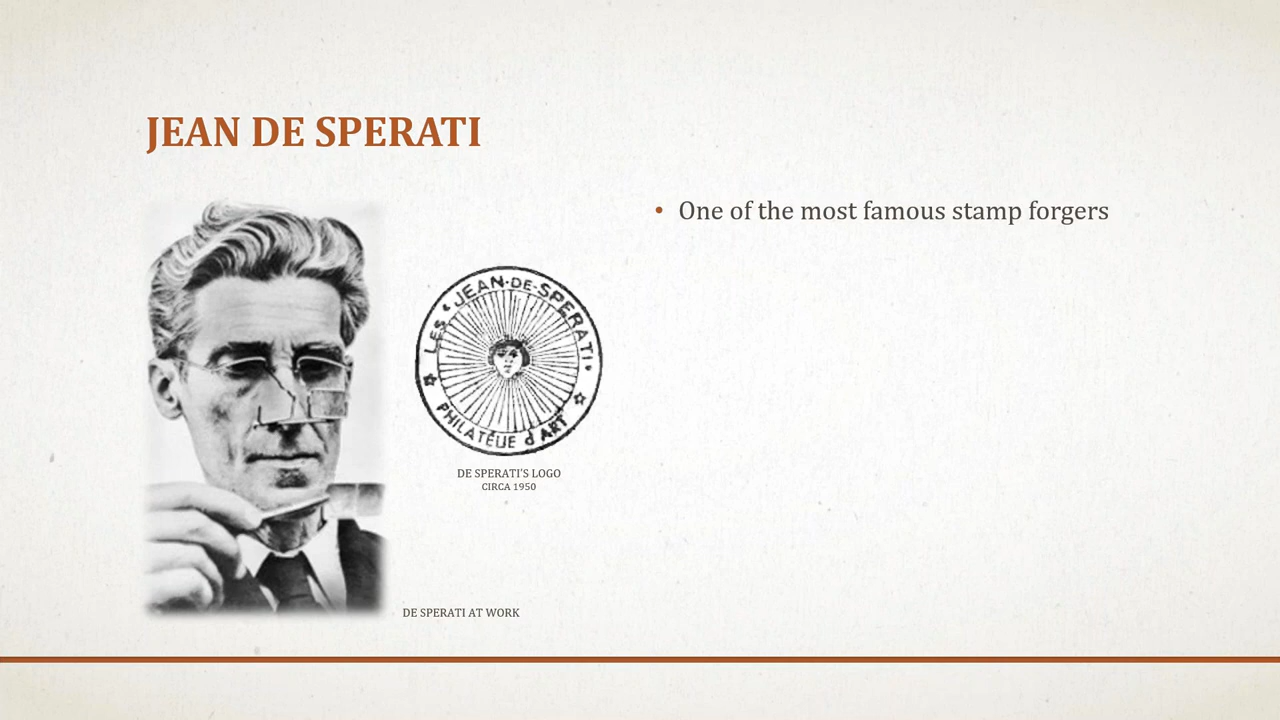 JEAN DE SPERATI
• One of the most famous stamp forgers
LES "JEAN-DE-SPERATI"
PHILATÉLIE d'ART
DE SPERATI'S LOGO
CIRCA 1950
DE SPERATI AT WORK